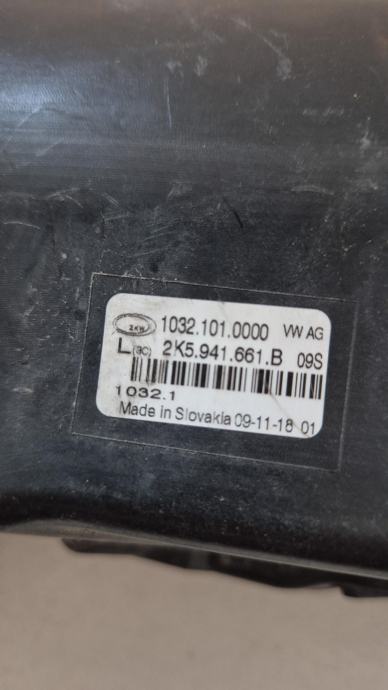 ZKW 1032.101.0000 VW AG
L (3C) 2K5.941.661.B 09S
1032.1
Made in Slovakia 09-11-18 01